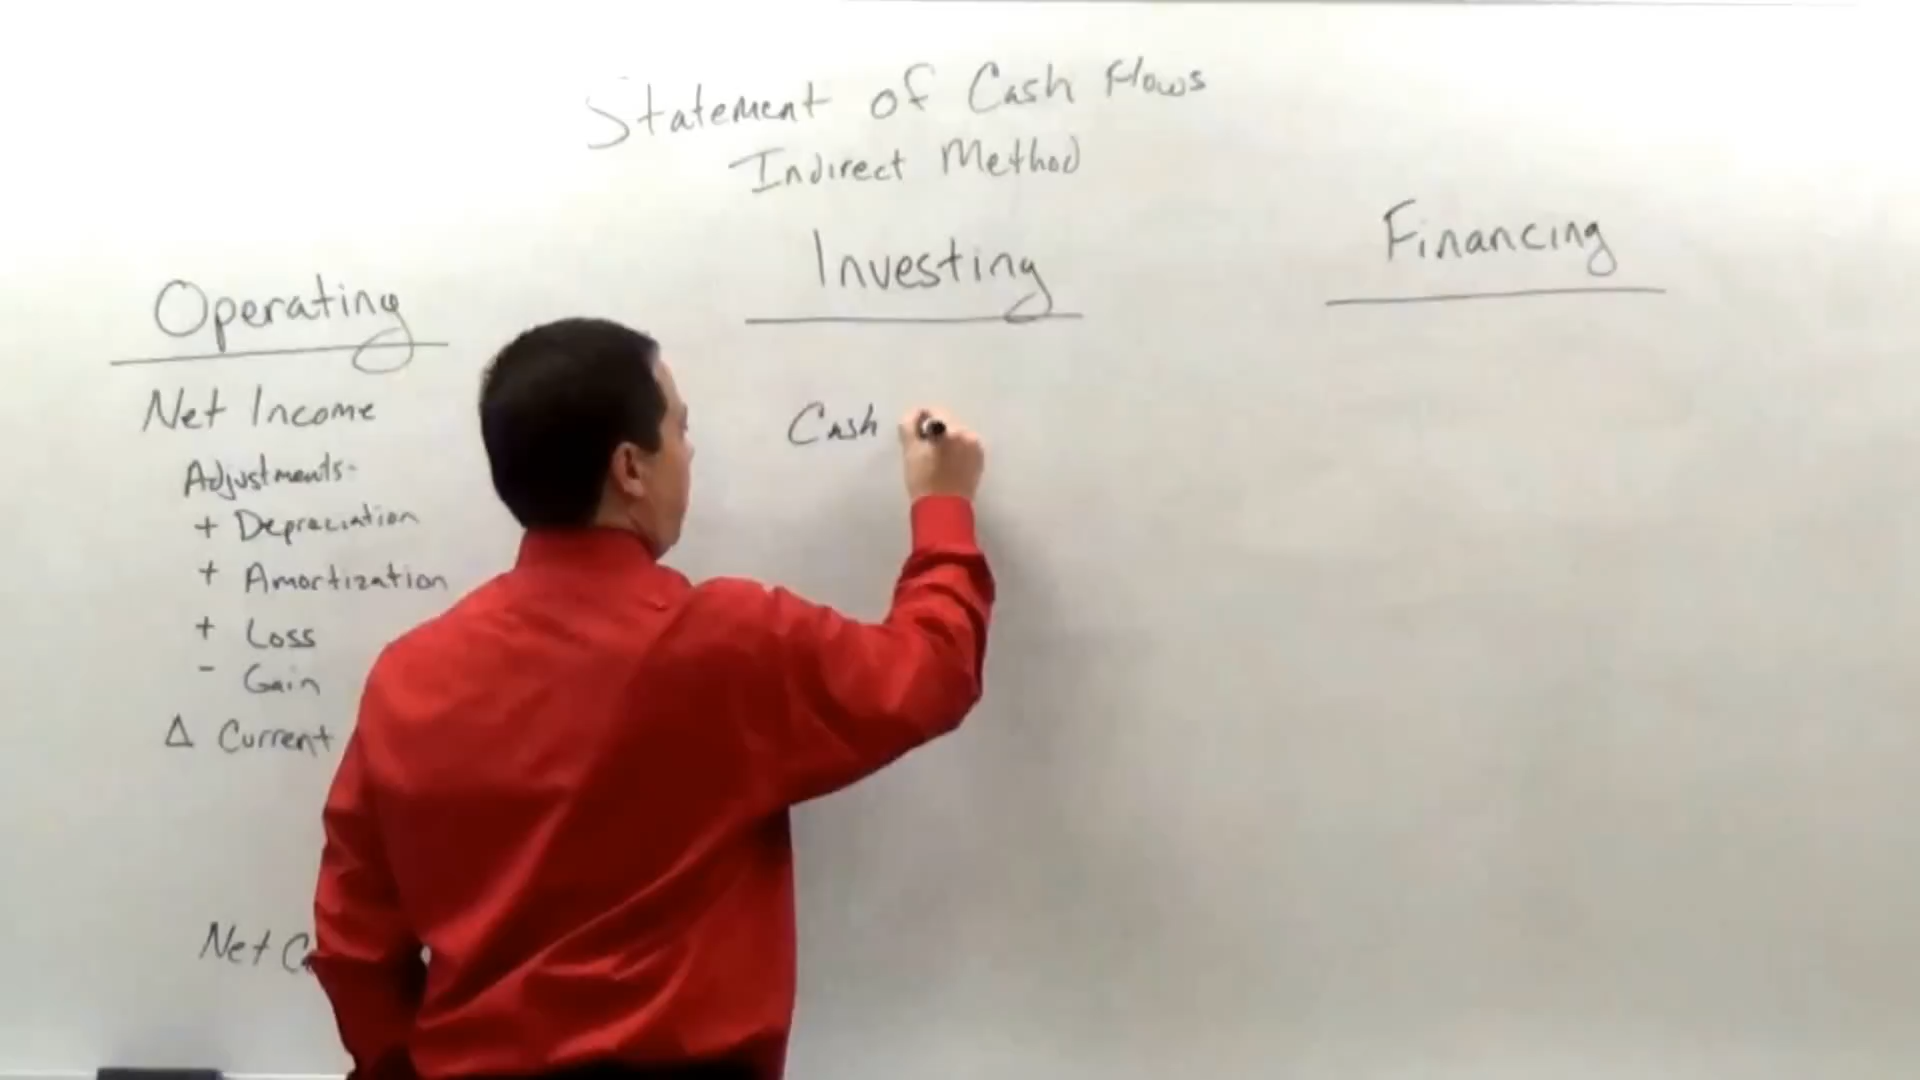 Statement of Cash Flows
Indirect Method
Operating
Net Income
Adjustments:
+ Depreciation
+ Amortization
+ Loss
- Gain
Δ Current
Net
Investing
Cash
Financing